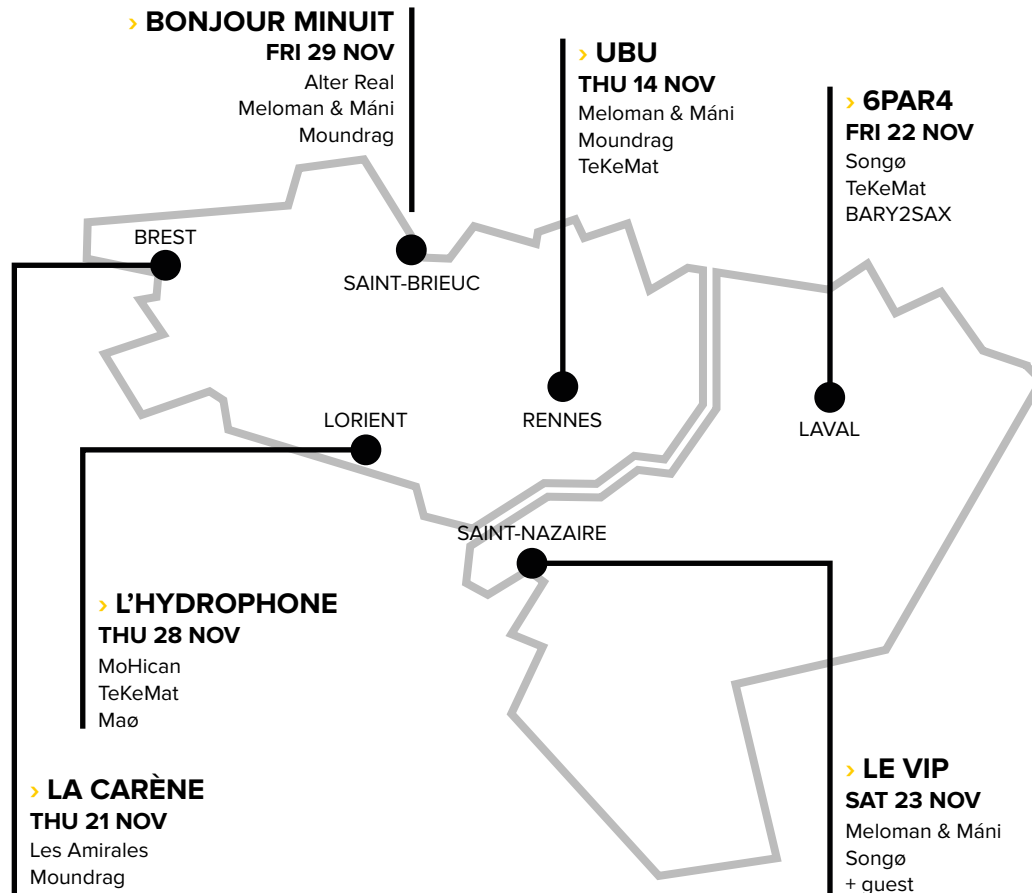 › BONJOUR MINUIT
FRI 29 NOV
Alter Real
Meloman & Máni
Moundrag
› UBU
THU 14 NOV
Meloman & Máni
Moundrag
TeKeMat
› 6PAR4
FRI 22 NOV
Songø
TeKeMat
BARY2SAX
BREST
SAINT-BRIEUC
LORIENT
RENNES
LAVAL
SAINT-NAZAIRE
› L’HYDROPHONE
THU 28 NOV
MoHican
TeKeMat
Maø
› LA CARÈNE
THU 21 NOV
Les Amirales
Moundrag
› LE VIP
SAT 23 NOV
Meloman & Máni
Songø
+ guest